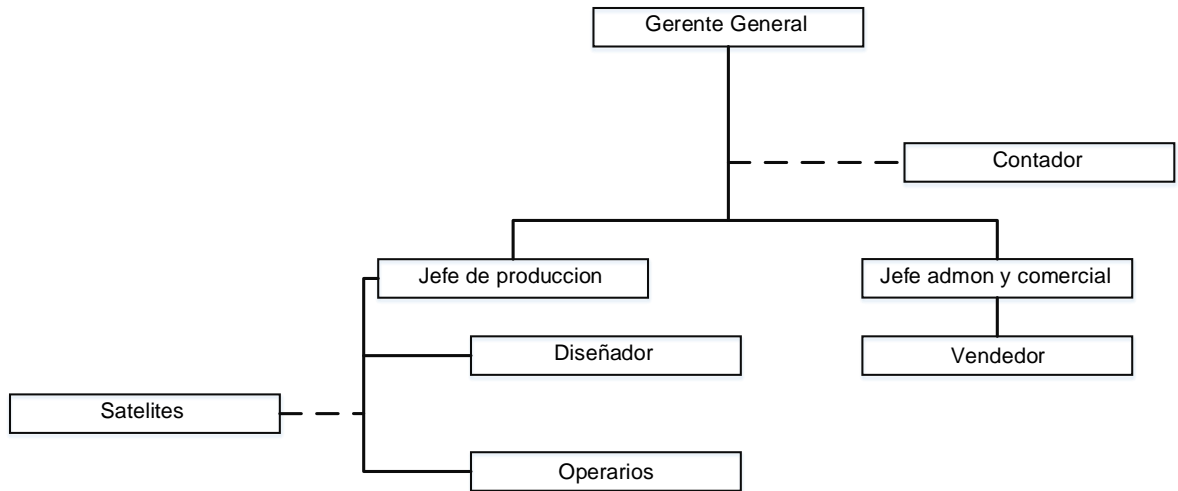 Gerente General
Contador
Jefe de produccion
Jefe admon y comercial
Diseñador
Vendedor
Satelites
Operarios